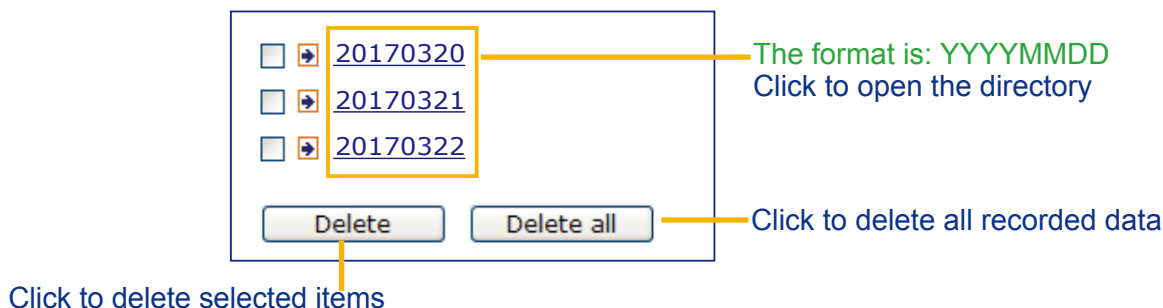 20170320
The format is: YYYYMMDD
Click to open the directory
20170321
20170322
Delete
Delete all
Click to delete all recorded data
Click to delete selected items